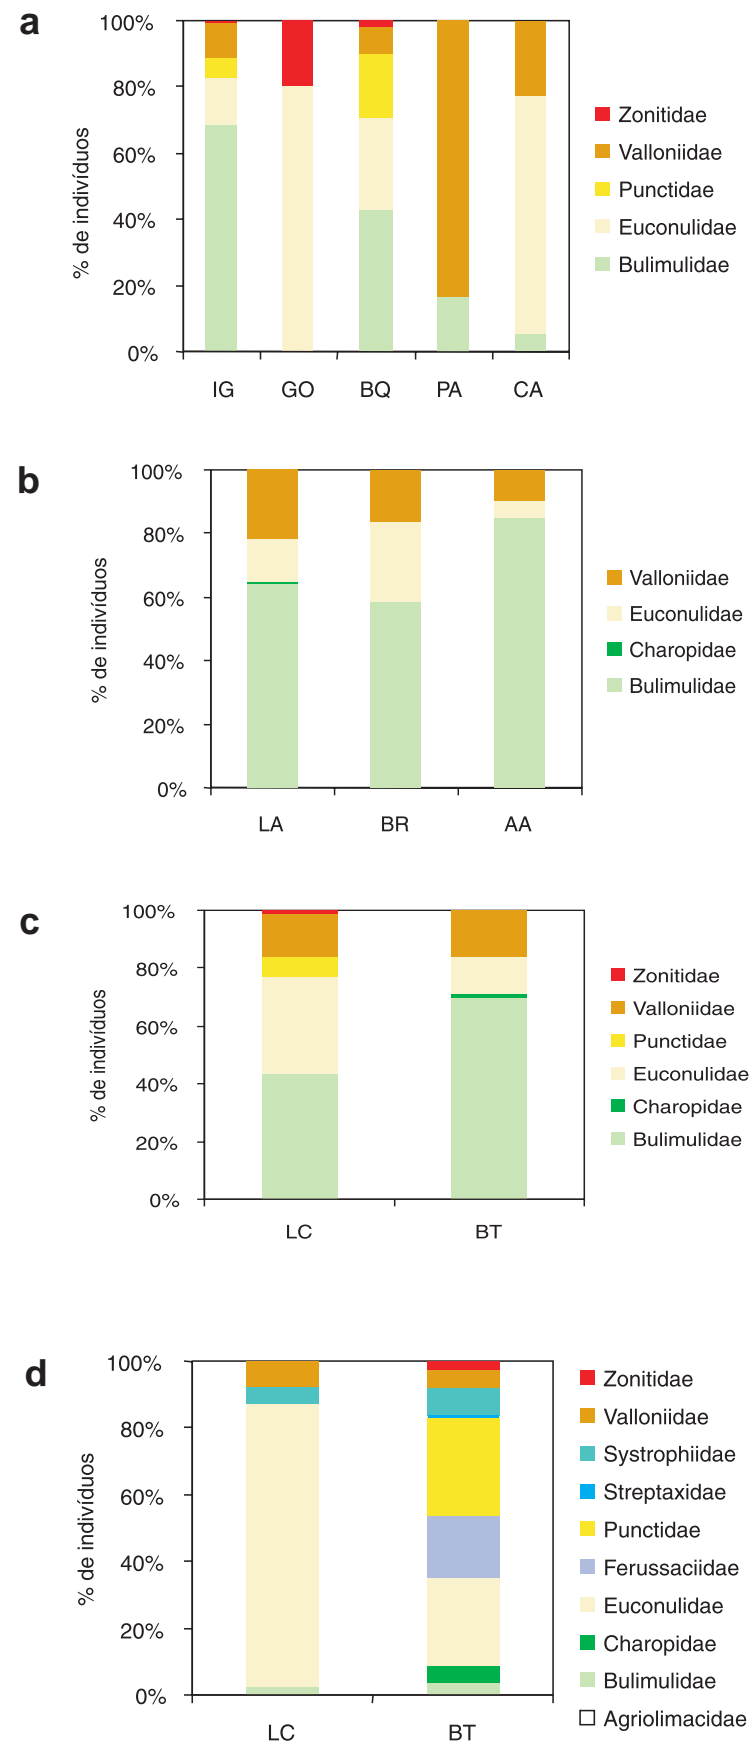 a
100%
80%
60%
40%
20%
0%
% de indivíduos
IG GO BQ PA CA
Zonitidae
Valloniidae
Punctidae
Euconulidae
Bulimulidae
b
100%
80%
60%
40%
20%
0%
% de indivíduos
LA BR AA
Valloniidae
Euconulidae
Charopidae
Bulimulidae
c
100%
80%
60%
40%
20%
0%
% de indivíduos
LC BT
Zonitidae
Valloniidae
Punctidae
Euconulidae
Charopidae
Bulimulidae
d
100%
80%
60%
40%
20%
0%
% de indivíduos
LC BT
Zonitidae
Valloniidae
Systrophiidae
Streptaxidae
Punctidae
Ferussaciidae
Euconulidae
Charopidae
Bulimulidae
Agriolimacidae